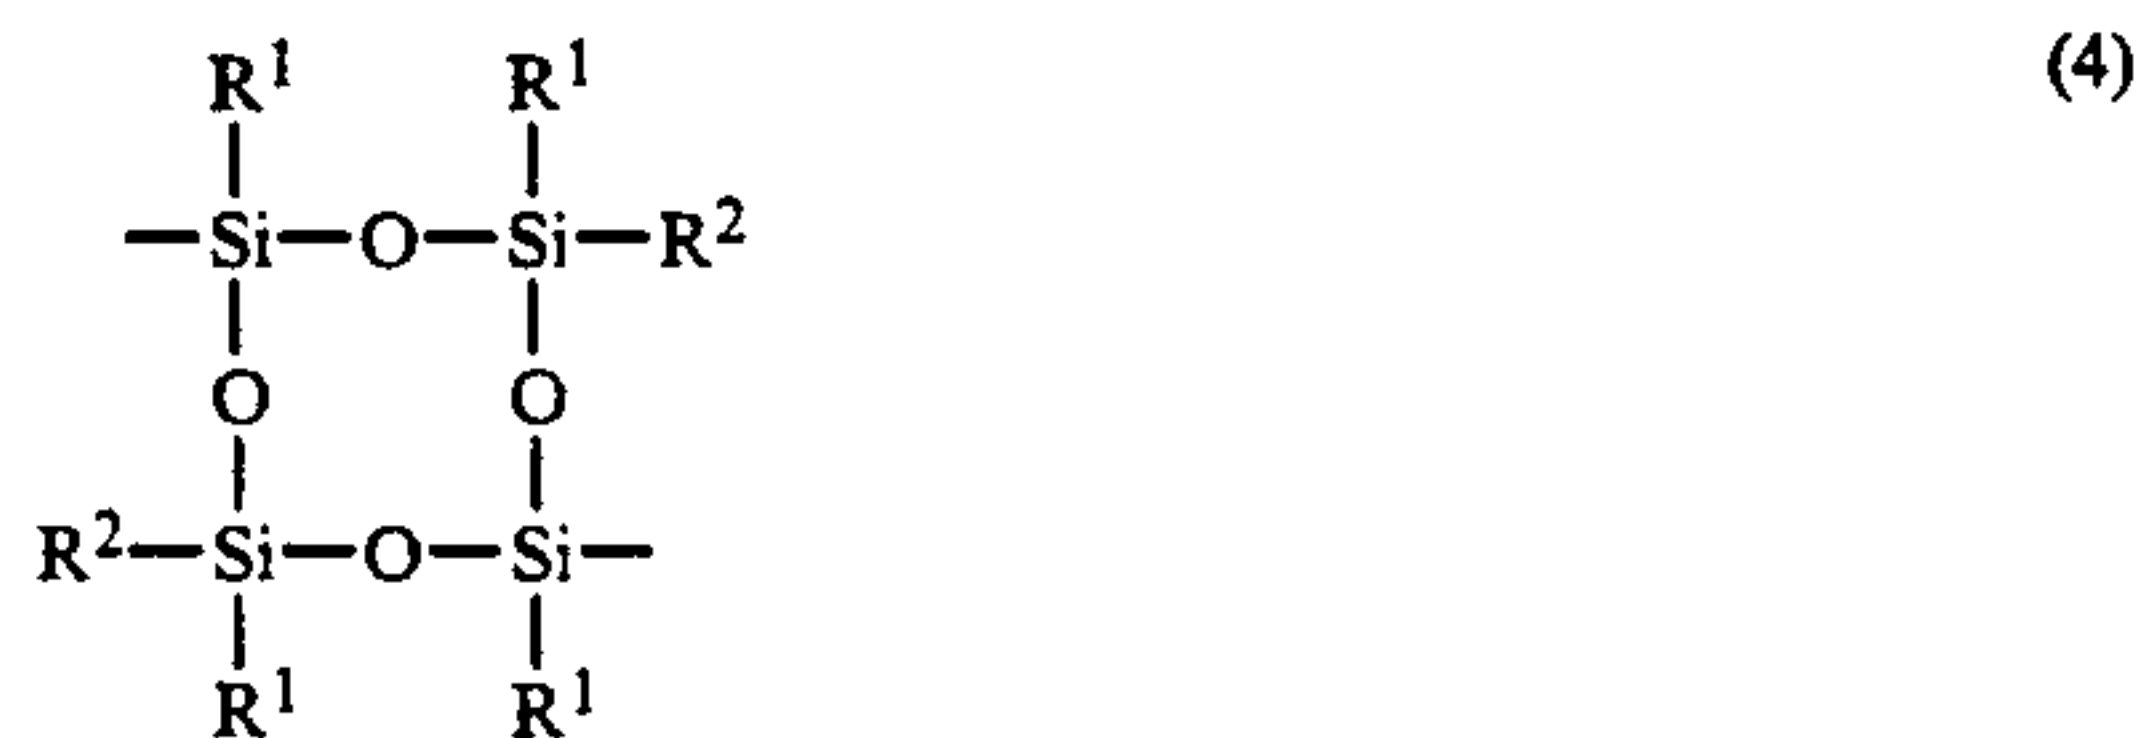 R¹ R¹ (4)
Si O Si R²
O O
R² Si O Si
R¹ R¹